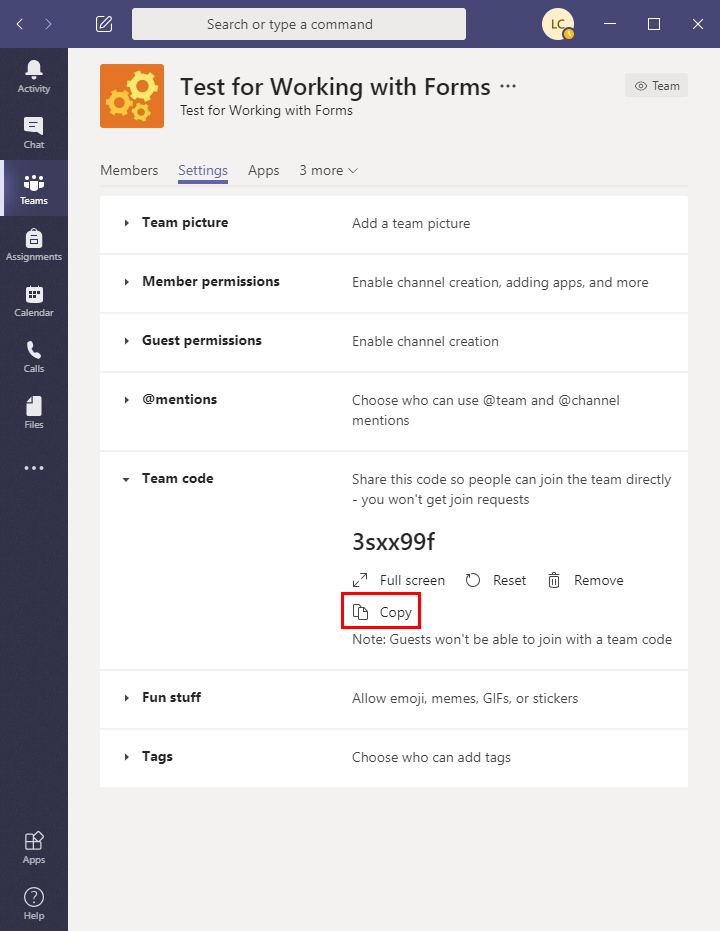 Search or type a command
LC
Activity
Chat
Teams
Assignments
Calendar
Calls
Files
Apps
Help
Test for Working with Forms
Team
Test for Working with Forms
Members Settings Apps 3 more
Team picture Add a team picture
Member permissions Enable channel creation, adding apps, and more
Guest permissions Enable channel creation
@mentions Choose who can use @team and @channel
mentions
Team code Share this code so people can join the team directly
- you won't get join requests
3sxx99f
Full screen Reset Remove
Copy
Note: Guests won't be able to join with a team code
Fun stuff Allow emoji, memes, GIFs, or stickers
Tags Choose who can add tags